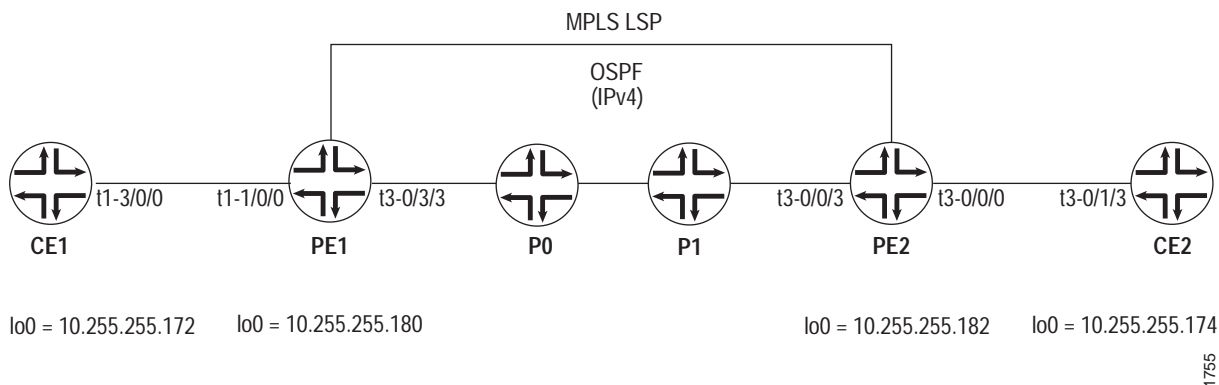 MPLS LSP
OSPF
(IPv4)
t1-3/0/0
t1-1/0/0
t3-0/3/3
t3-0/0/3
t3-0/0/0
t3-0/1/3
CE1
PE1
P0
P1
PE2
CE2
lo0 = 10.255.255.172
lo0 = 10.255.255.180
lo0 = 10.255.255.182
lo0 = 10.255.255.174
1755